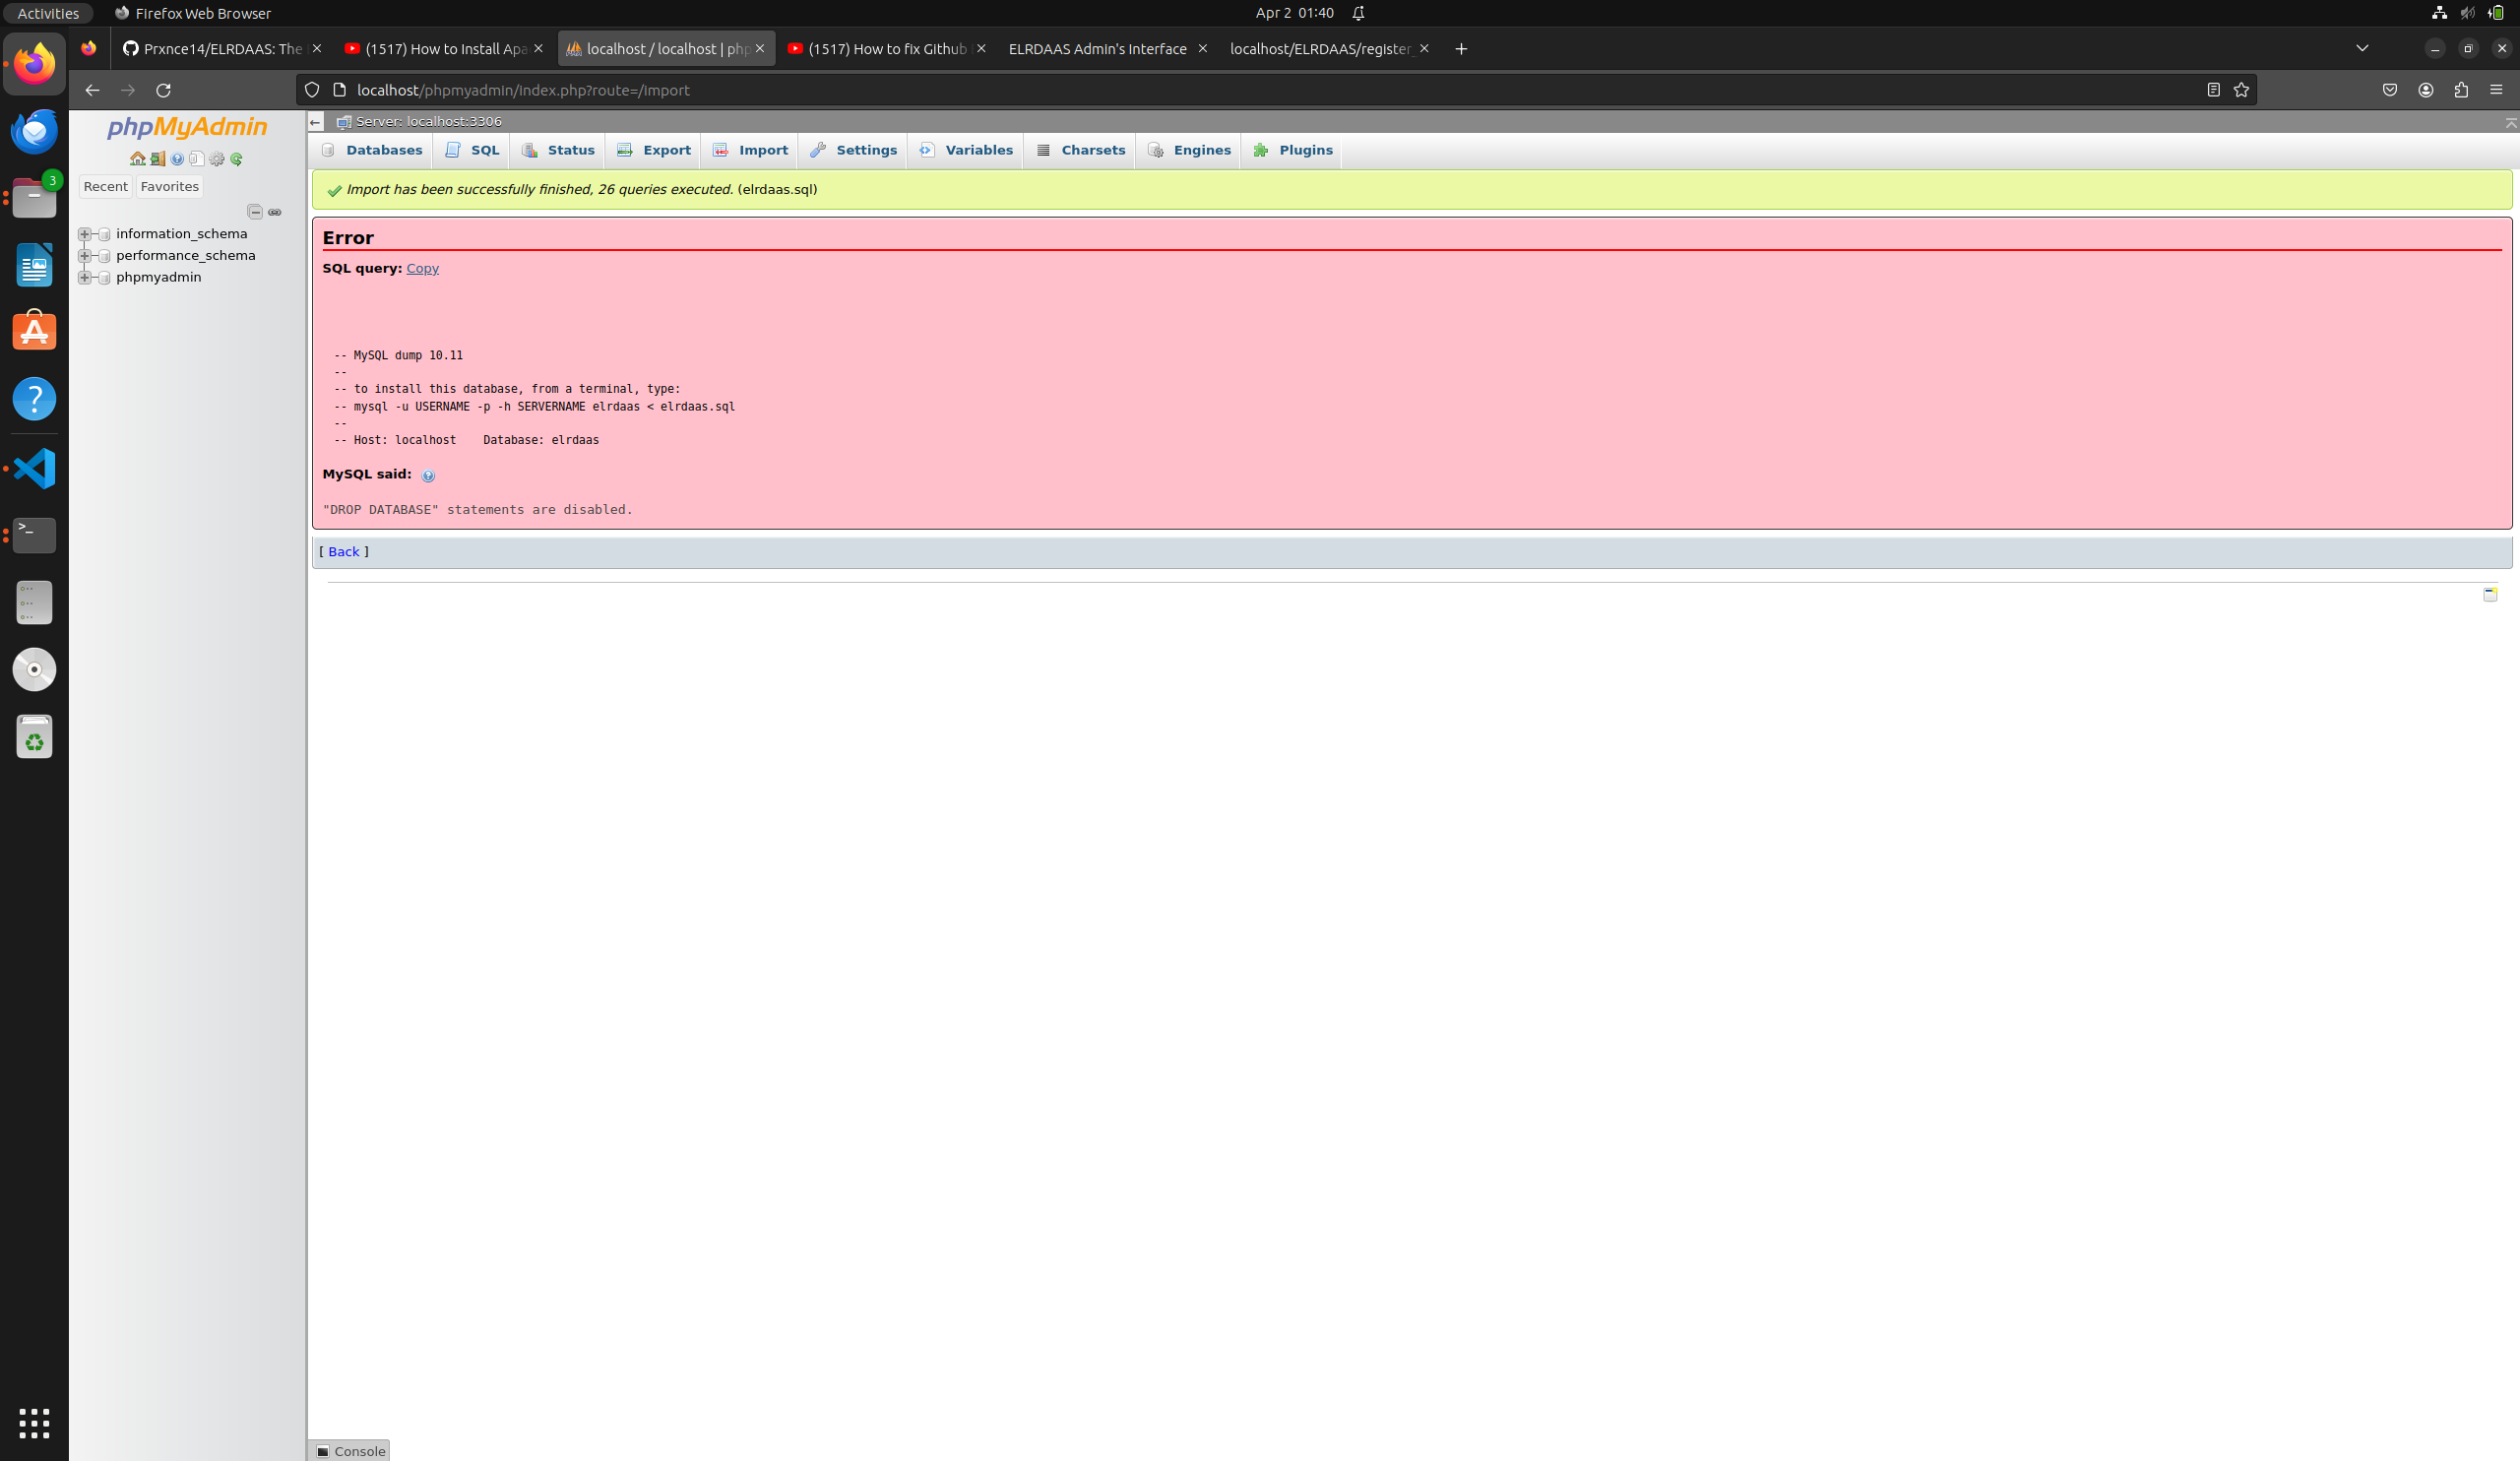 Activities
Firefox Web Browser
Apr 2 01:40
Prxnce14/ELRDAAS: The
(1517) How to Install Apa
localhost / localhost | php
(1517) How to fix Github
ELRDAAS Admin's Interface
localhost/ELRDAAS/register
localhost/phpmyadmin/index.php?route=/import
phpMyAdmin
Server: localhost:3306
Databases
SQL
Status
Export
Import
Settings
Variables
Charsets
Engines
Plugins
3
Recent
Favorites
information_schema
performance_schema
phpmyadmin
Import has been successfully finished, 26 queries executed. (elrdaas.sql)
Error
SQL query: Copy
-- MySQL dump 10.11
--
-- to install this database, from a terminal, type:
-- mysql -u USERNAME -p -h SERVERNAME elrdaas < elrdaas.sql
--
-- Host: localhost    Database: elrdaas
MySQL said:
"DROP DATABASE" statements are disabled.
[ Back ]
Console